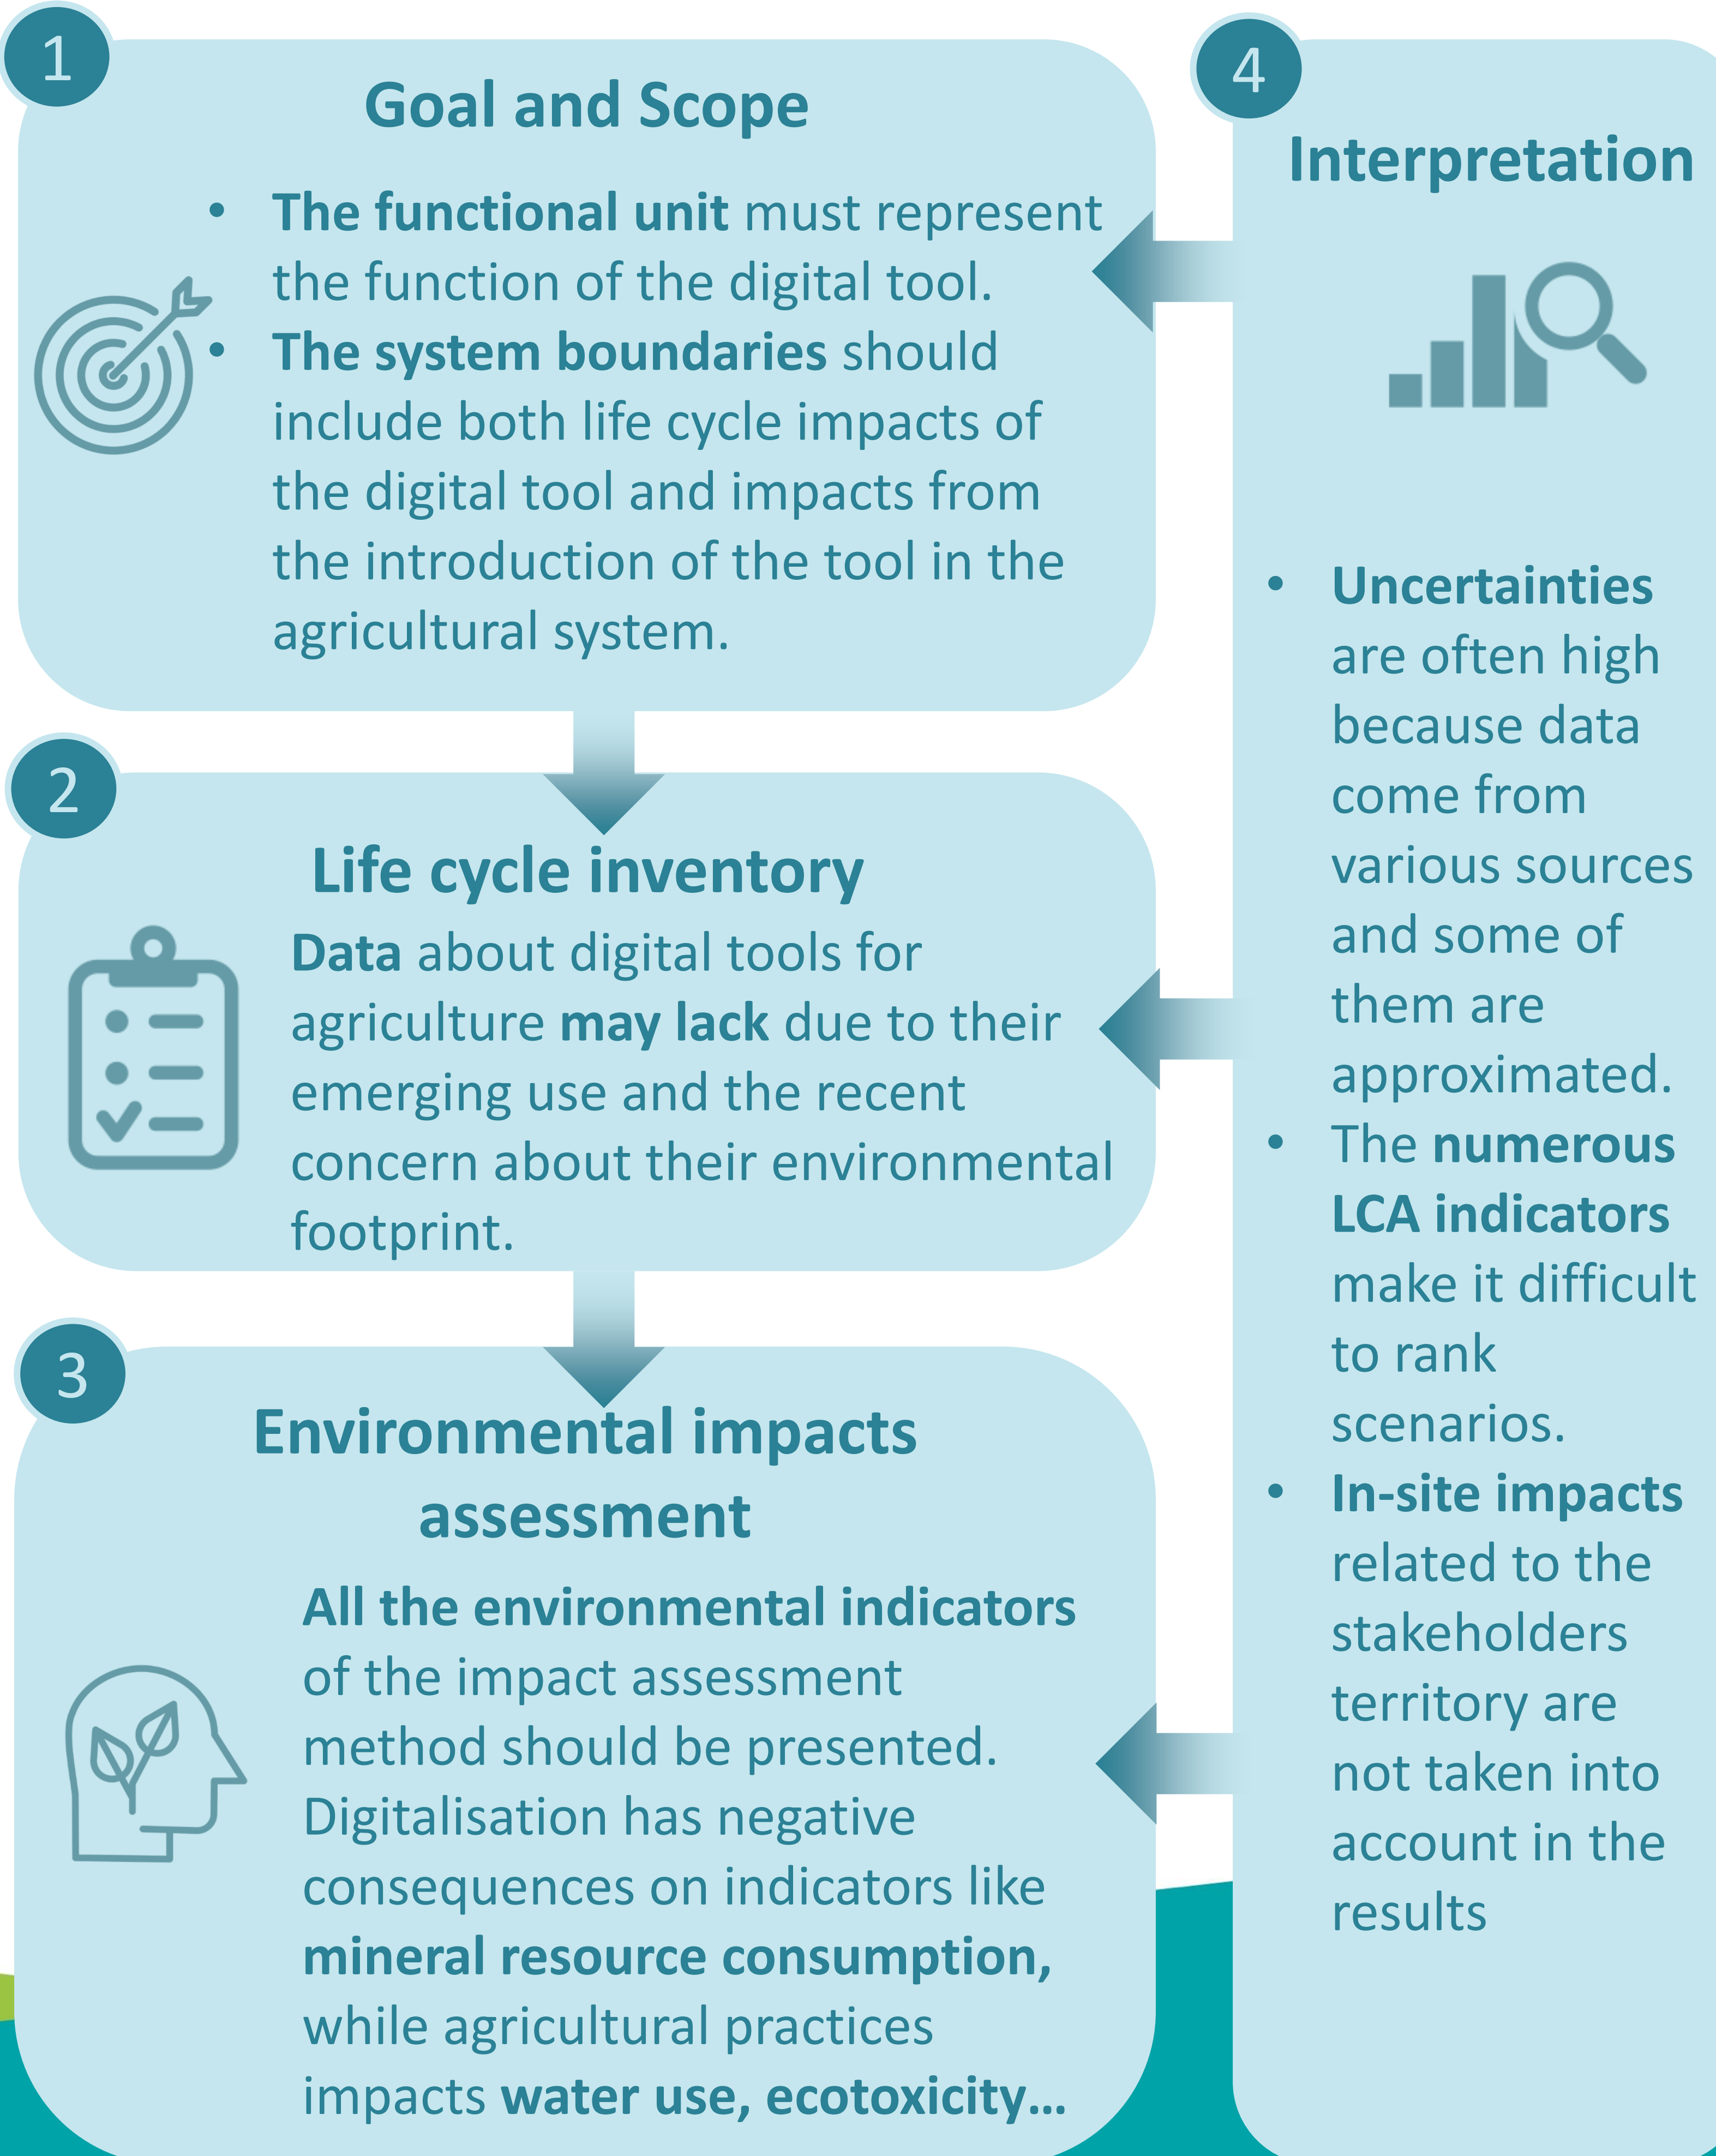 1
Goal and Scope
• The functional unit must represent
the function of the digital tool.
• The system boundaries should
include both life cycle impacts of
the digital tool and impacts from
the introduction of the tool in the
agricultural system.
2
Life cycle inventory
Data about digital tools for
agriculture may lack due to their
emerging use and the recent
concern about their environmental
footprint.
3
Environmental impacts
assessment
All the environmental indicators
of the impact assessment
method should be presented.
Digitalisation has negative
consequences on indicators like
mineral resource consumption,
while agricultural practices
impacts water use, ecotoxicity...
4
Interpretation
• Uncertainties
are often high
because data
come from
various sources
and some of
them are
approximated.
• The numerous
LCA indicators
make it difficult
to rank
scenarios.
• In-site impacts
related to the
stakeholders
territory are
not taken into
account in the
results